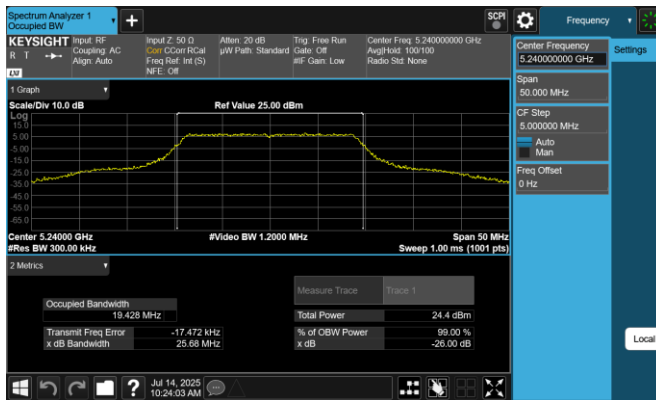 Spectrum Analyzer 1
Occupied BW
SCPI
Frequency
KEYSIGHT
R T
LXI
Input: RF
Coupling: AC
Align: Auto
Input Z: 50 Ω
Corr CCorr RCal
Freq Ref: Int (S)
NFE: Off
Atten: 20 dB
µW Path: Standard
Trig: Free Run
Gate: Off
#IF Gain: Low
Center Freq: 5.240000000 GHz
Avg|Hold: 100/100
Radio Std: None
Center Frequency
5.240000000 GHz
Settings
Span
50.000 MHz
CF Step
5.000000 MHz
Auto
Man
Freq Offset
0 Hz
Local
1 Graph
Scale/Div 10.0 dB
Ref Value 25.00 dBm
Log
15.0
5.00
-5.00
-15.0
-25.0
-35.0
-45.0
-55.0
-65.0
Center 5.24000 GHz
#Video BW 1.2000 MHz
Span 50 MHz
#Res BW 300.00 kHz
Sweep 1.00 ms (1001 pts)
2 Metrics
Measure Trace
Trace 1
Occupied Bandwidth
19.428 MHz
Total Power
24.4 dBm
Transmit Freq Error
-17.472 kHz
% of OBW Power
99.00 %
x dB Bandwidth
25.68 MHz
x dB
-26.00 dB
?
Jul 14, 2025
10:24:03 AM